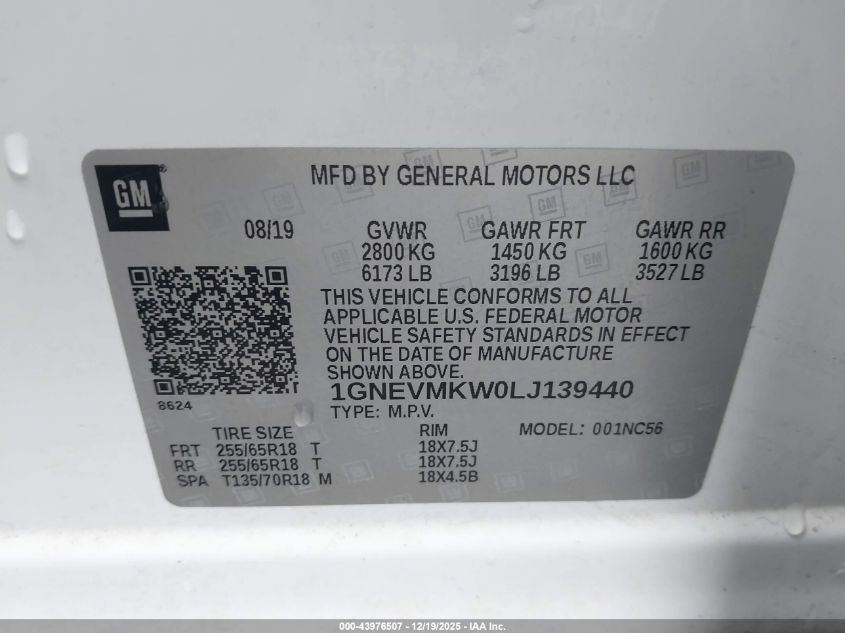 GM
MFD BY GENERAL MOTORS LLC
08/19 GVWR GAWR FRT GAWR RR
2800 KG 1450 KG 1600 KG
6173 LB 3196 LB 3527 LB
THIS VEHICLE CONFORMS TO ALL
APPLICABLE U.S. FEDERAL MOTOR
VEHICLE SAFETY STANDARDS IN EFFECT
ON THE DATE OF MANUFACTURE
SHOWN ABOVE.
1GNEVMKW0LJ139440
8624
TYPE: M.P.V.
TIRE SIZE RIM MODEL: 001NC56
FRT 255/65R18 T 18X7.5J
RR 255/65R18 T 18X7.5J
SPA T135/70R18 M 18X4.5B
000-43976507 - 12/19/2025 - IAA Inc.